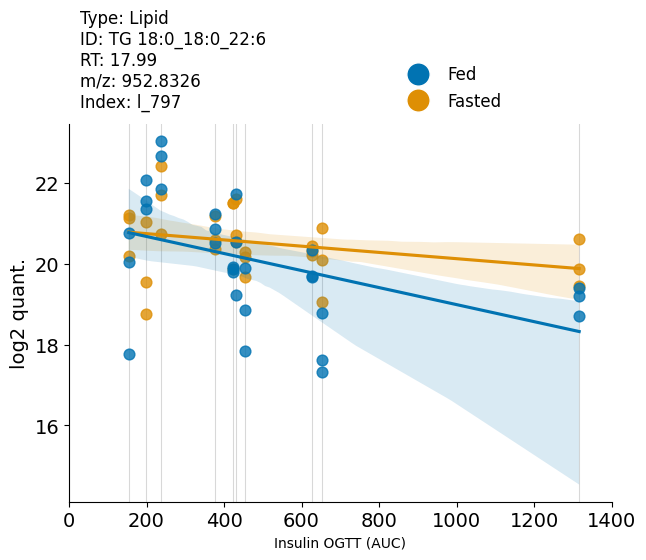 Type: Lipid
ID: TG 18:0_18:0_22:6
RT: 17.99
m/z: 952.8326
Index: l_797
Fed
Fasted
log2 quant.
22
20
18
16
0 200 400 600 800 1000 1200 1400
Insulin OGTT (AUC)